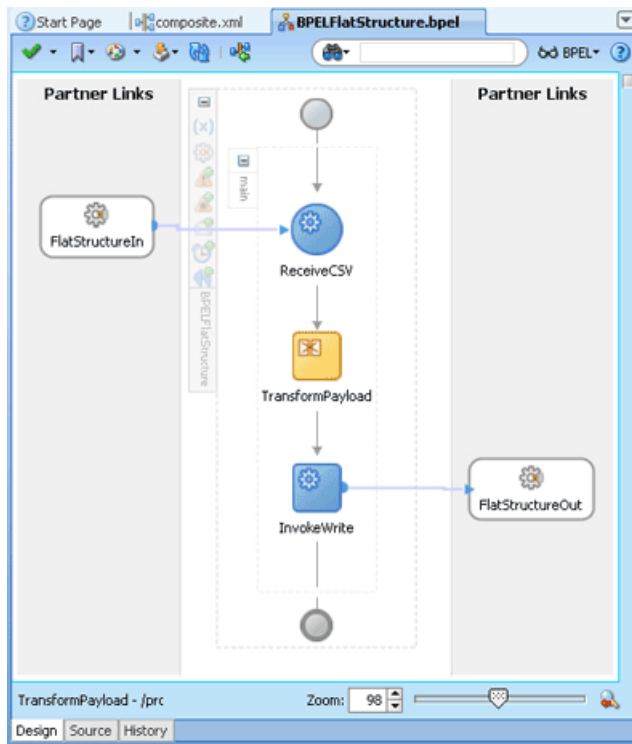 Start Page composite.xml BPELFlatStructure.bpel
BPEL
Partner Links Partner Links
(x)
main
FlatStructureIn
ReceiveCSV
BPELFlatStructure
TransformPayload
FlatStructureOut
InvokeWrite
TransformPayload - /prc Zoom: 98
Design Source History